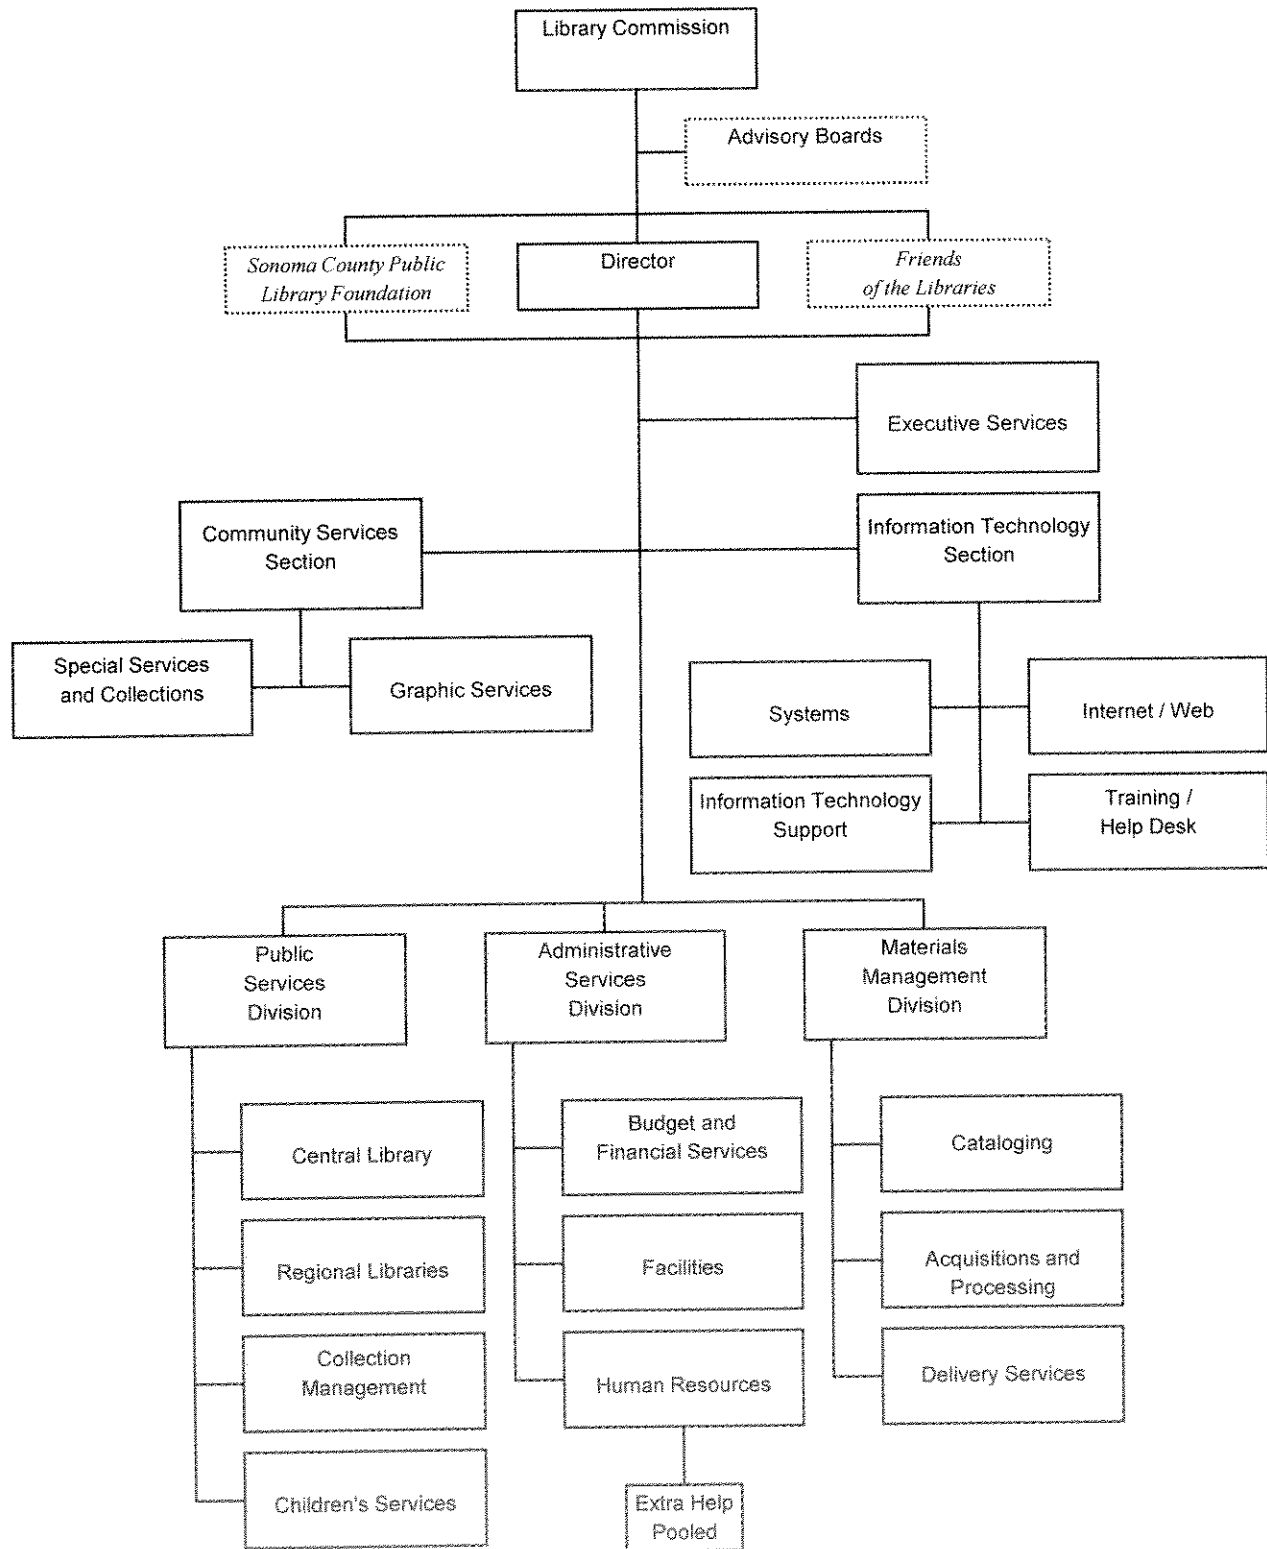 Library Commission
Advisory Boards
Sonoma County Public
Library Foundation
Director
Friends
of the Libraries
Executive Services
Community Services
Section
Information Technology
Section
Special Services
and Collections
Graphic Services
Systems
Internet / Web
Information Technology
Support
Training /
Help Desk
Public
Services
Division
Administrative
Services
Division
Materials
Management
Division
Central Library
Budget and
Financial Services
Cataloging
Regional Libraries
Facilities
Acquisitions and
Processing
Collection
Management
Human Resources
Delivery Services
Children's Services
Extra Help
Pooled